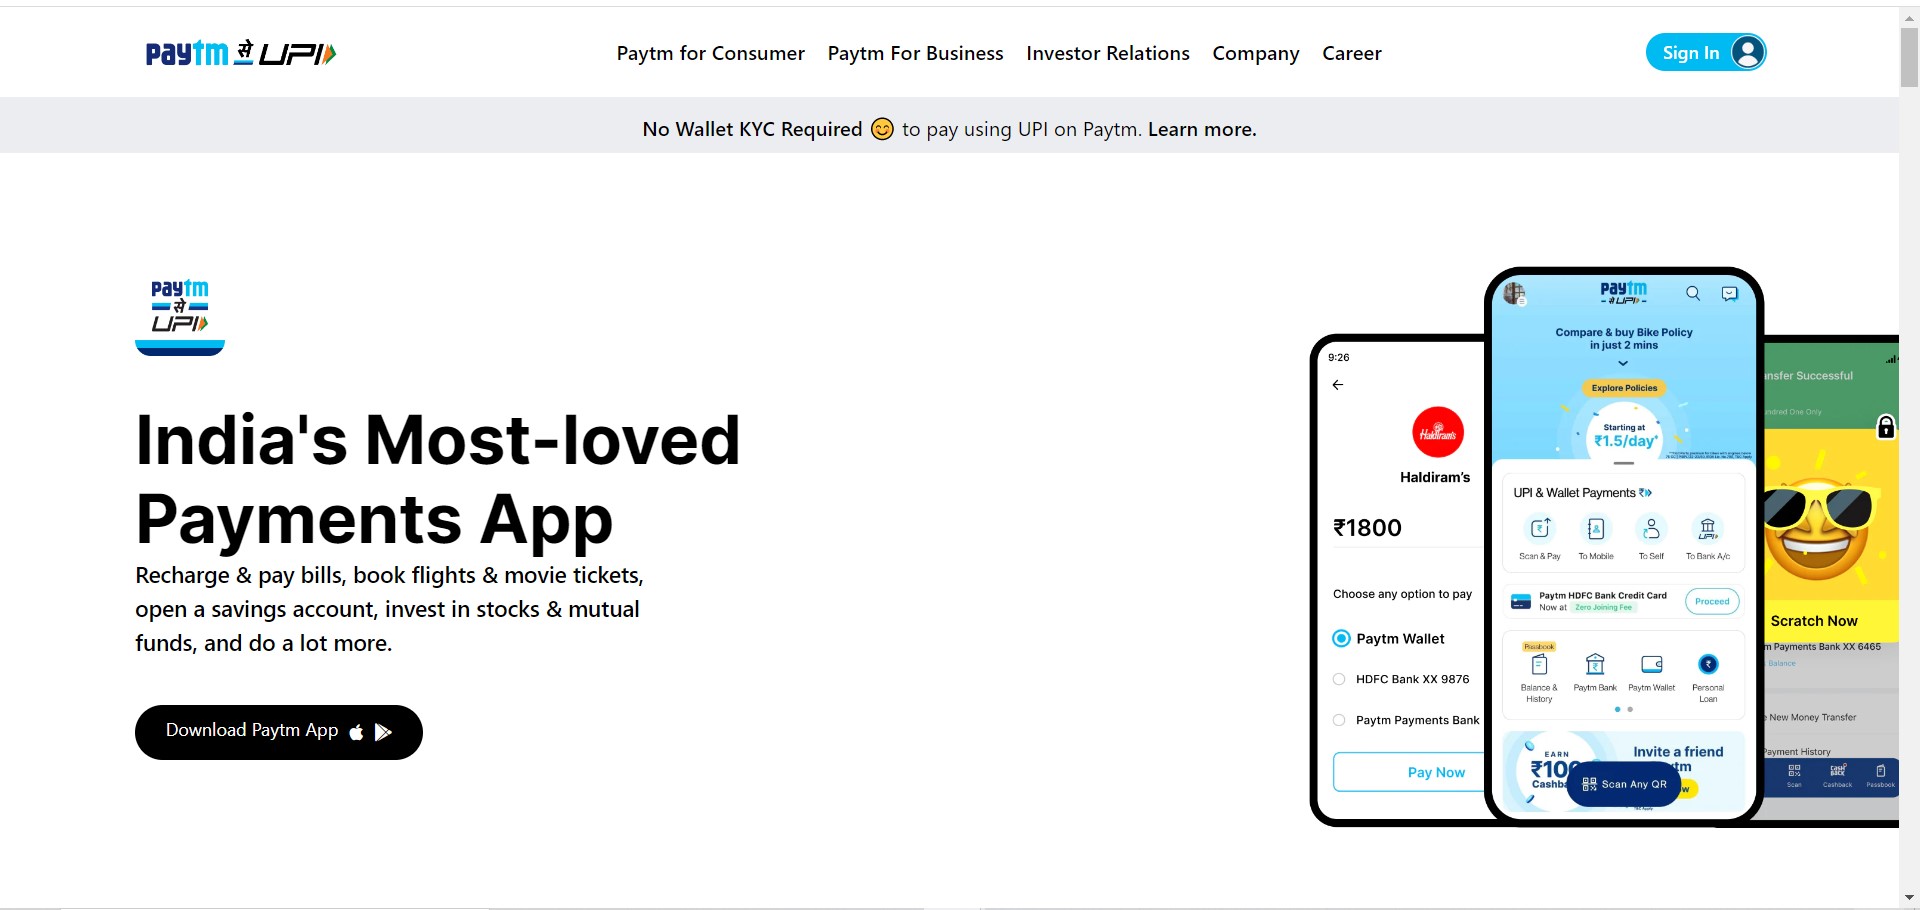 paytm से UPI
Paytm for Consumer
Paytm For Business
Investor Relations
Company
Career
Sign In
No Wallet KYC Required 😊 to pay using UPI on Paytm. Learn more.
paytm
से
UPI
India's Most-loved
Payments App
Recharge & pay bills, book flights & movie tickets,
open a savings account, invest in stocks & mutual
funds, and do a lot more.
Download Paytm App
9:26
Haldiram's
Haldiram's
₹1800
Choose any option to pay
Paytm Wallet
HDFC Bank XX 9876
Paytm Payments Bank
Pay Now
paytm
से UPI
Compare & buy Bike Policy
in just 2 mins
Explore Policies
Starting at
₹1.5/day*
UPI & Wallet Payments
Scan & Pay
To Mobile
To Self
UPI
To Bank A/c
Paytm HDFC Bank Credit Card
Now at Zero Joining Fee
Proceed
Passbook
Balance &
History
Paytm Bank
Paytm Wallet
Personal
Loan
EARN
₹100
Cashba
Invite a friend
tm
w
Scan Any QR
ansfer Successful
undred One Only
Scratch Now
m Payments Bank XX 6465
Balance
e New Money Transfer
Payment History
Scan
CASH
BACK
Cashback
Passbook